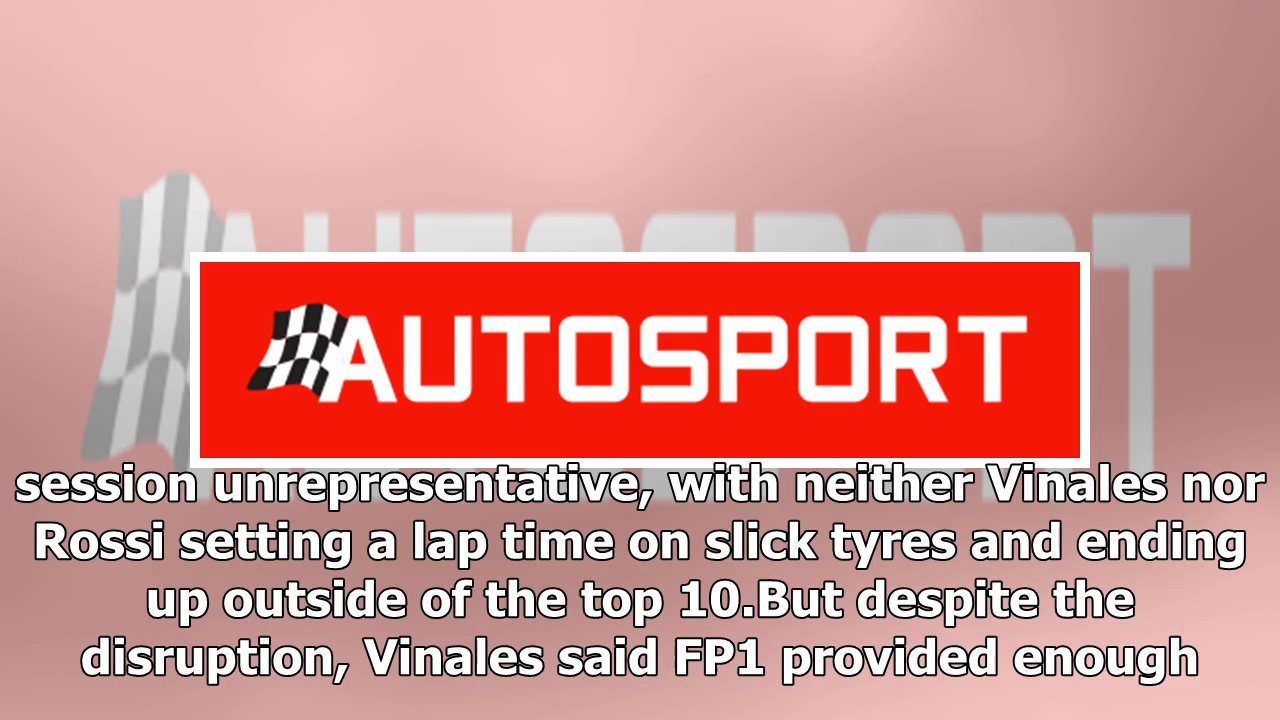 AUTOSPORT
AUTOSPORT
session unrepresentative, with neither Vinales nor
Rossi setting a lap time on slick tyres and ending
up outside of the top 10.But despite the
disruption, Vinales said FP1 provided enough